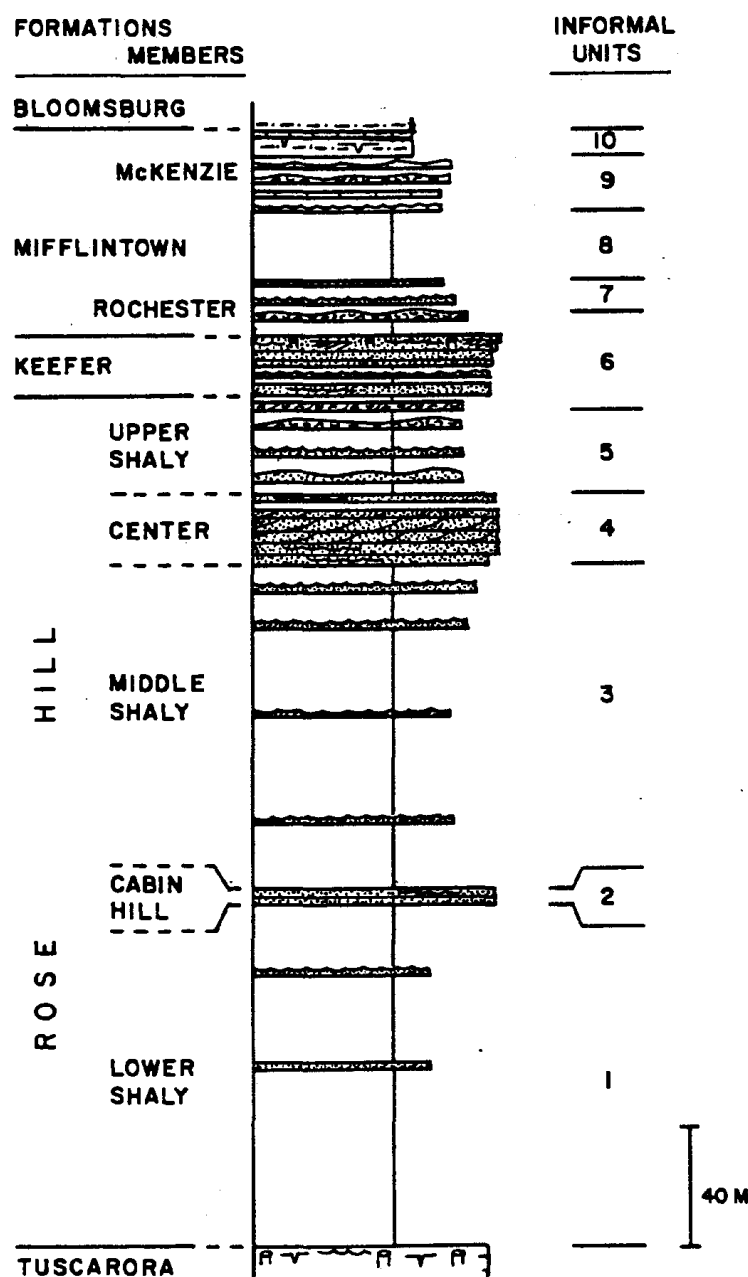 FORMATIONS
MEMBERS
INFORMAL
UNITS
BLOOMSBURG
10
McKENZIE
9
MIFFLINTOWN
8
ROCHESTER
7
KEEFER
6
UPPER
SHALY
5
CENTER
4
HILL
MIDDLE
SHALY
3
CABIN
HILL
2
ROSE
LOWER
SHALY
1
40 M
TUSCARORA